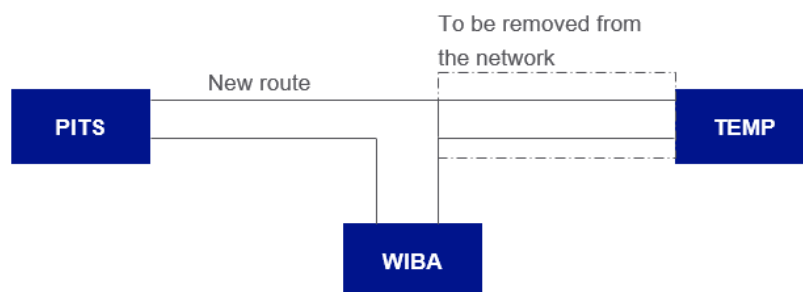 To be removed from
the network
New route
PITS
TEMP
WIBA